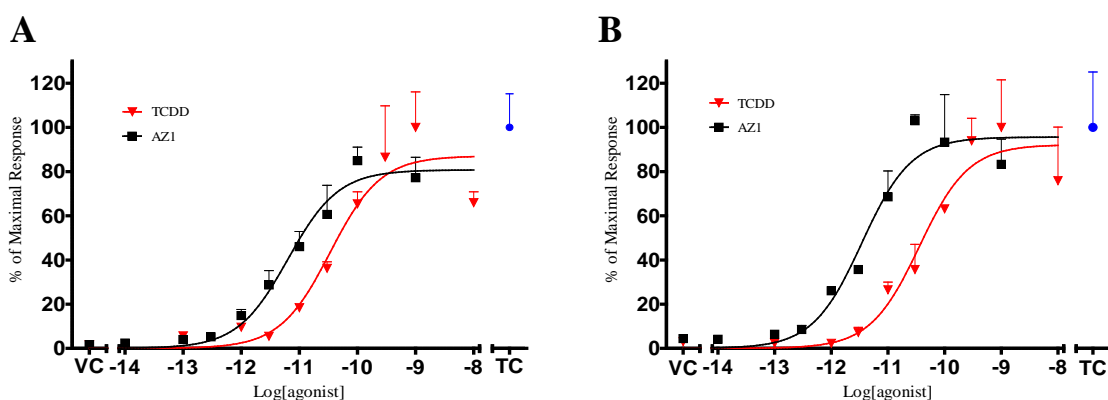 A
% of Maximal Response
120
100
80
60
40
20
0
TCDD
AZ1
VC -14 -13 -12 -11 -10 -9 -8 TC
Log[agonist]
B
% of Maximal Response
120
100
80
60
40
20
0
TCDD
AZ1
VC -14 -13 -12 -11 -10 -9 -8 TC
Log[agonist]